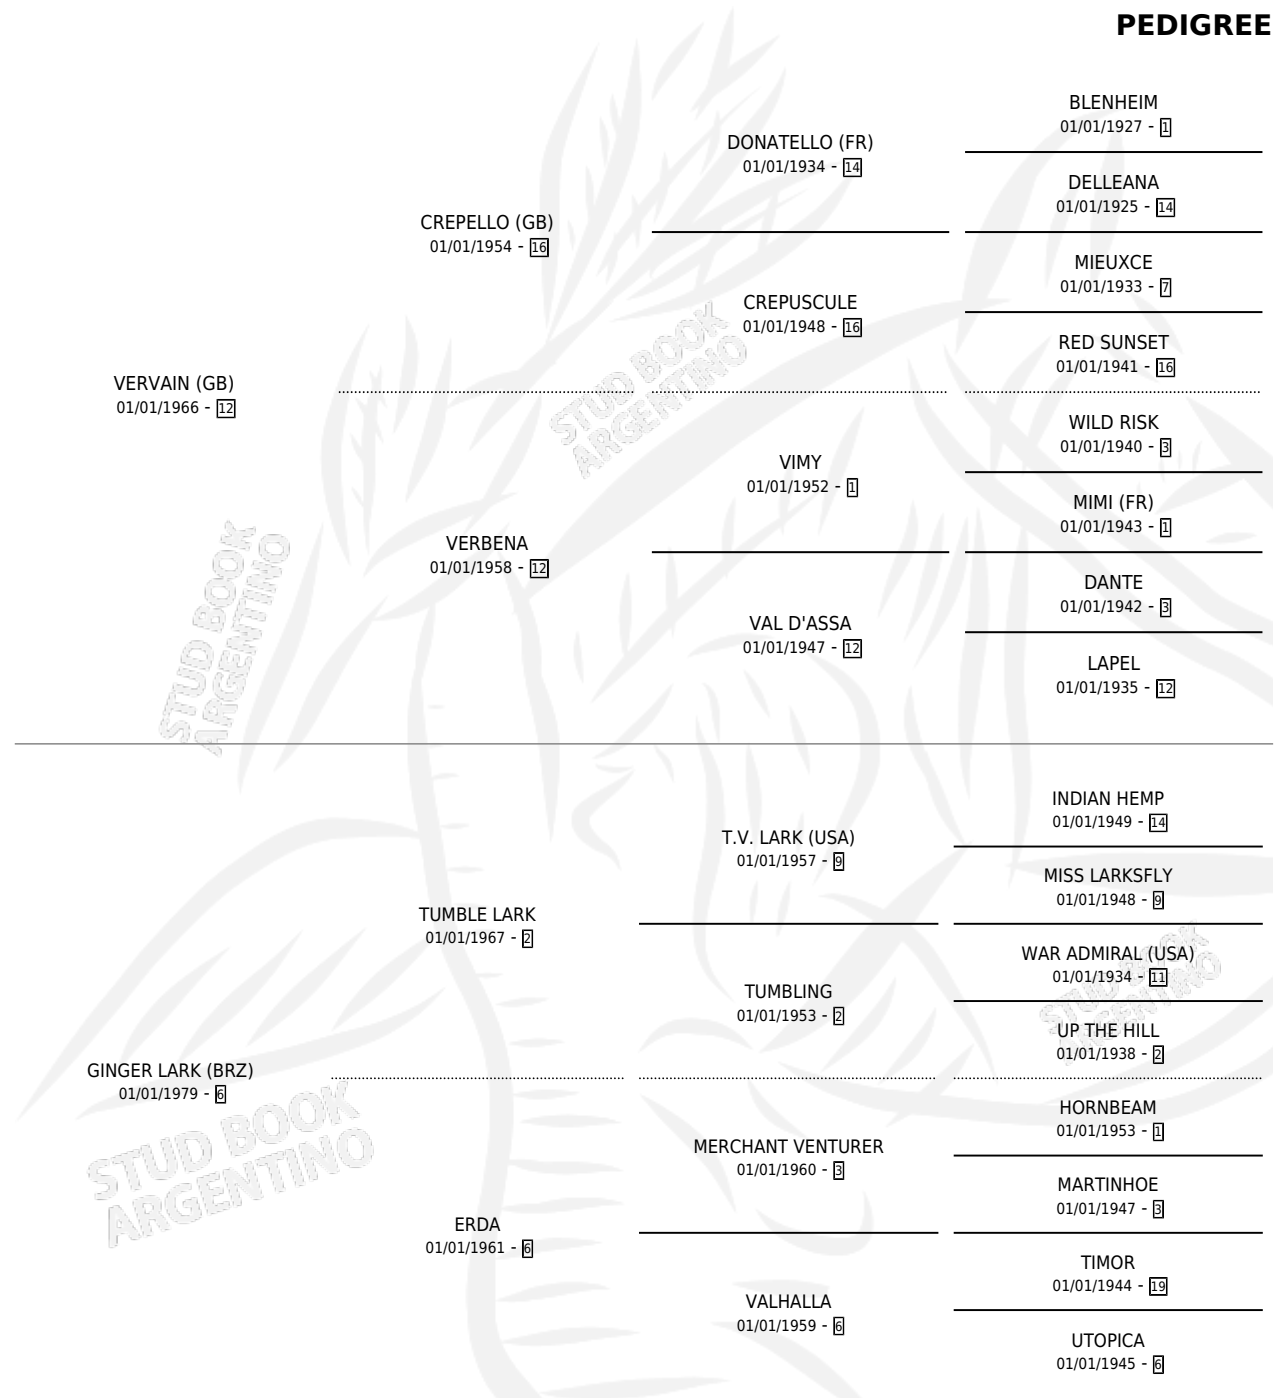 PEDIGREE
BLENHEIM
01/01/1927 - 1
DONATELLO (FR)
01/01/1934 - 14
DELLEANA
01/01/1925 - 14
CREPELLO (GB)
01/01/1954 - 16
MIEUXCE
01/01/1933 - 7
CREPUSCULE
01/01/1948 - 16
RED SUNSET
01/01/1941 - 16
VERVAIN (GB)
01/01/1966 - 12
WILD RISK
01/01/1940 - 3
VIMY
01/01/1952 - 1
MIMI (FR)
01/01/1943 - 1
VERBENA
01/01/1958 - 12
DANTE
01/01/1942 - 3
VAL D'ASSA
01/01/1947 - 12
LAPEL
01/01/1935 - 12
INDIAN HEMP
01/01/1949 - 14
T.V. LARK (USA)
01/01/1957 - 9
MISS LARKSFLY
01/01/1948 - 9
TUMBLE LARK
01/01/1967 - 2
WAR ADMIRAL (USA)
01/01/1934 - 11
TUMBLING
01/01/1953 - 2
UP THE HILL
01/01/1938 - 2
GINGER LARK (BRZ)
01/01/1979 - 6
HORNBEAM
01/01/1953 - 1
MERCHANT VENTURER
01/01/1960 - 3
MARTINHOE
01/01/1947 - 3
ERDA
01/01/1961 - 6
TIMOR
01/01/1944 - 19
VALHALLA
01/01/1959 - 6
UTOPICA
01/01/1945 - 6
STUD BOOK
ARGENTINO
STUD BOOK
ARGENTINO
STUD BOOK
ARGENTINO
STUD BOOK
ARGENTINO